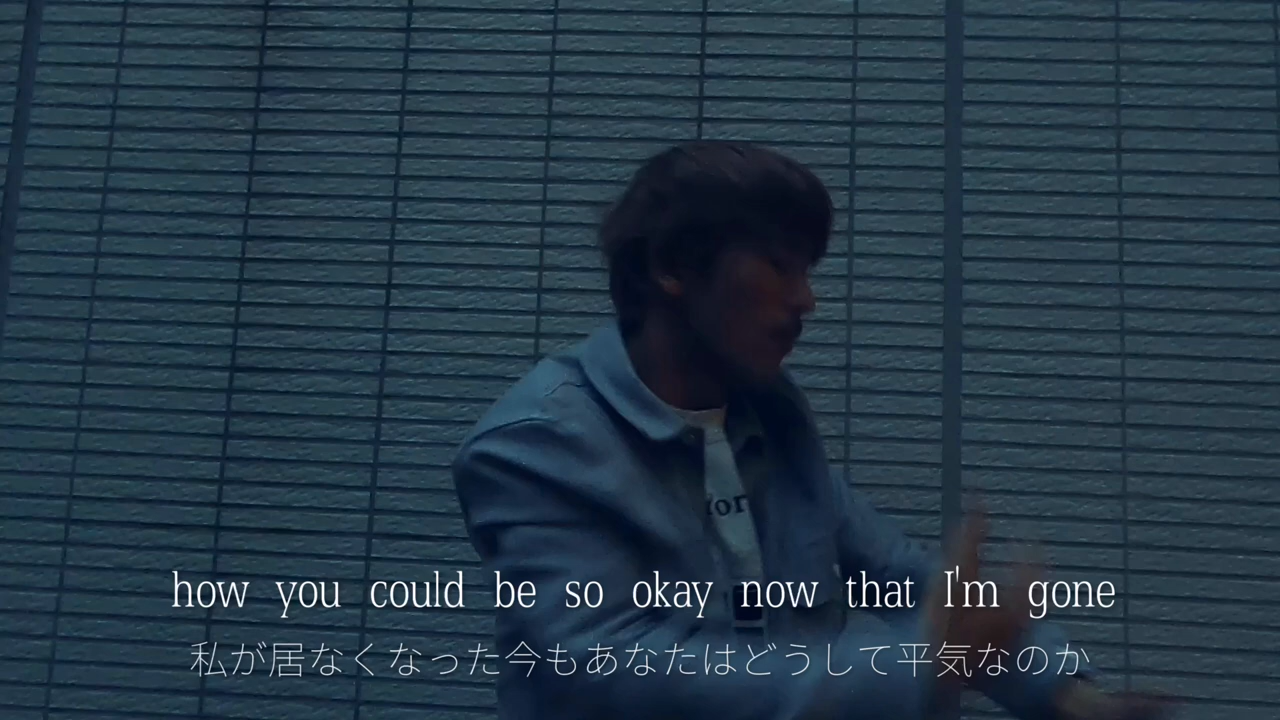 for
how you could be so okay now that I'm gone
私が居なくなった今もあなたはどうして平気なのか